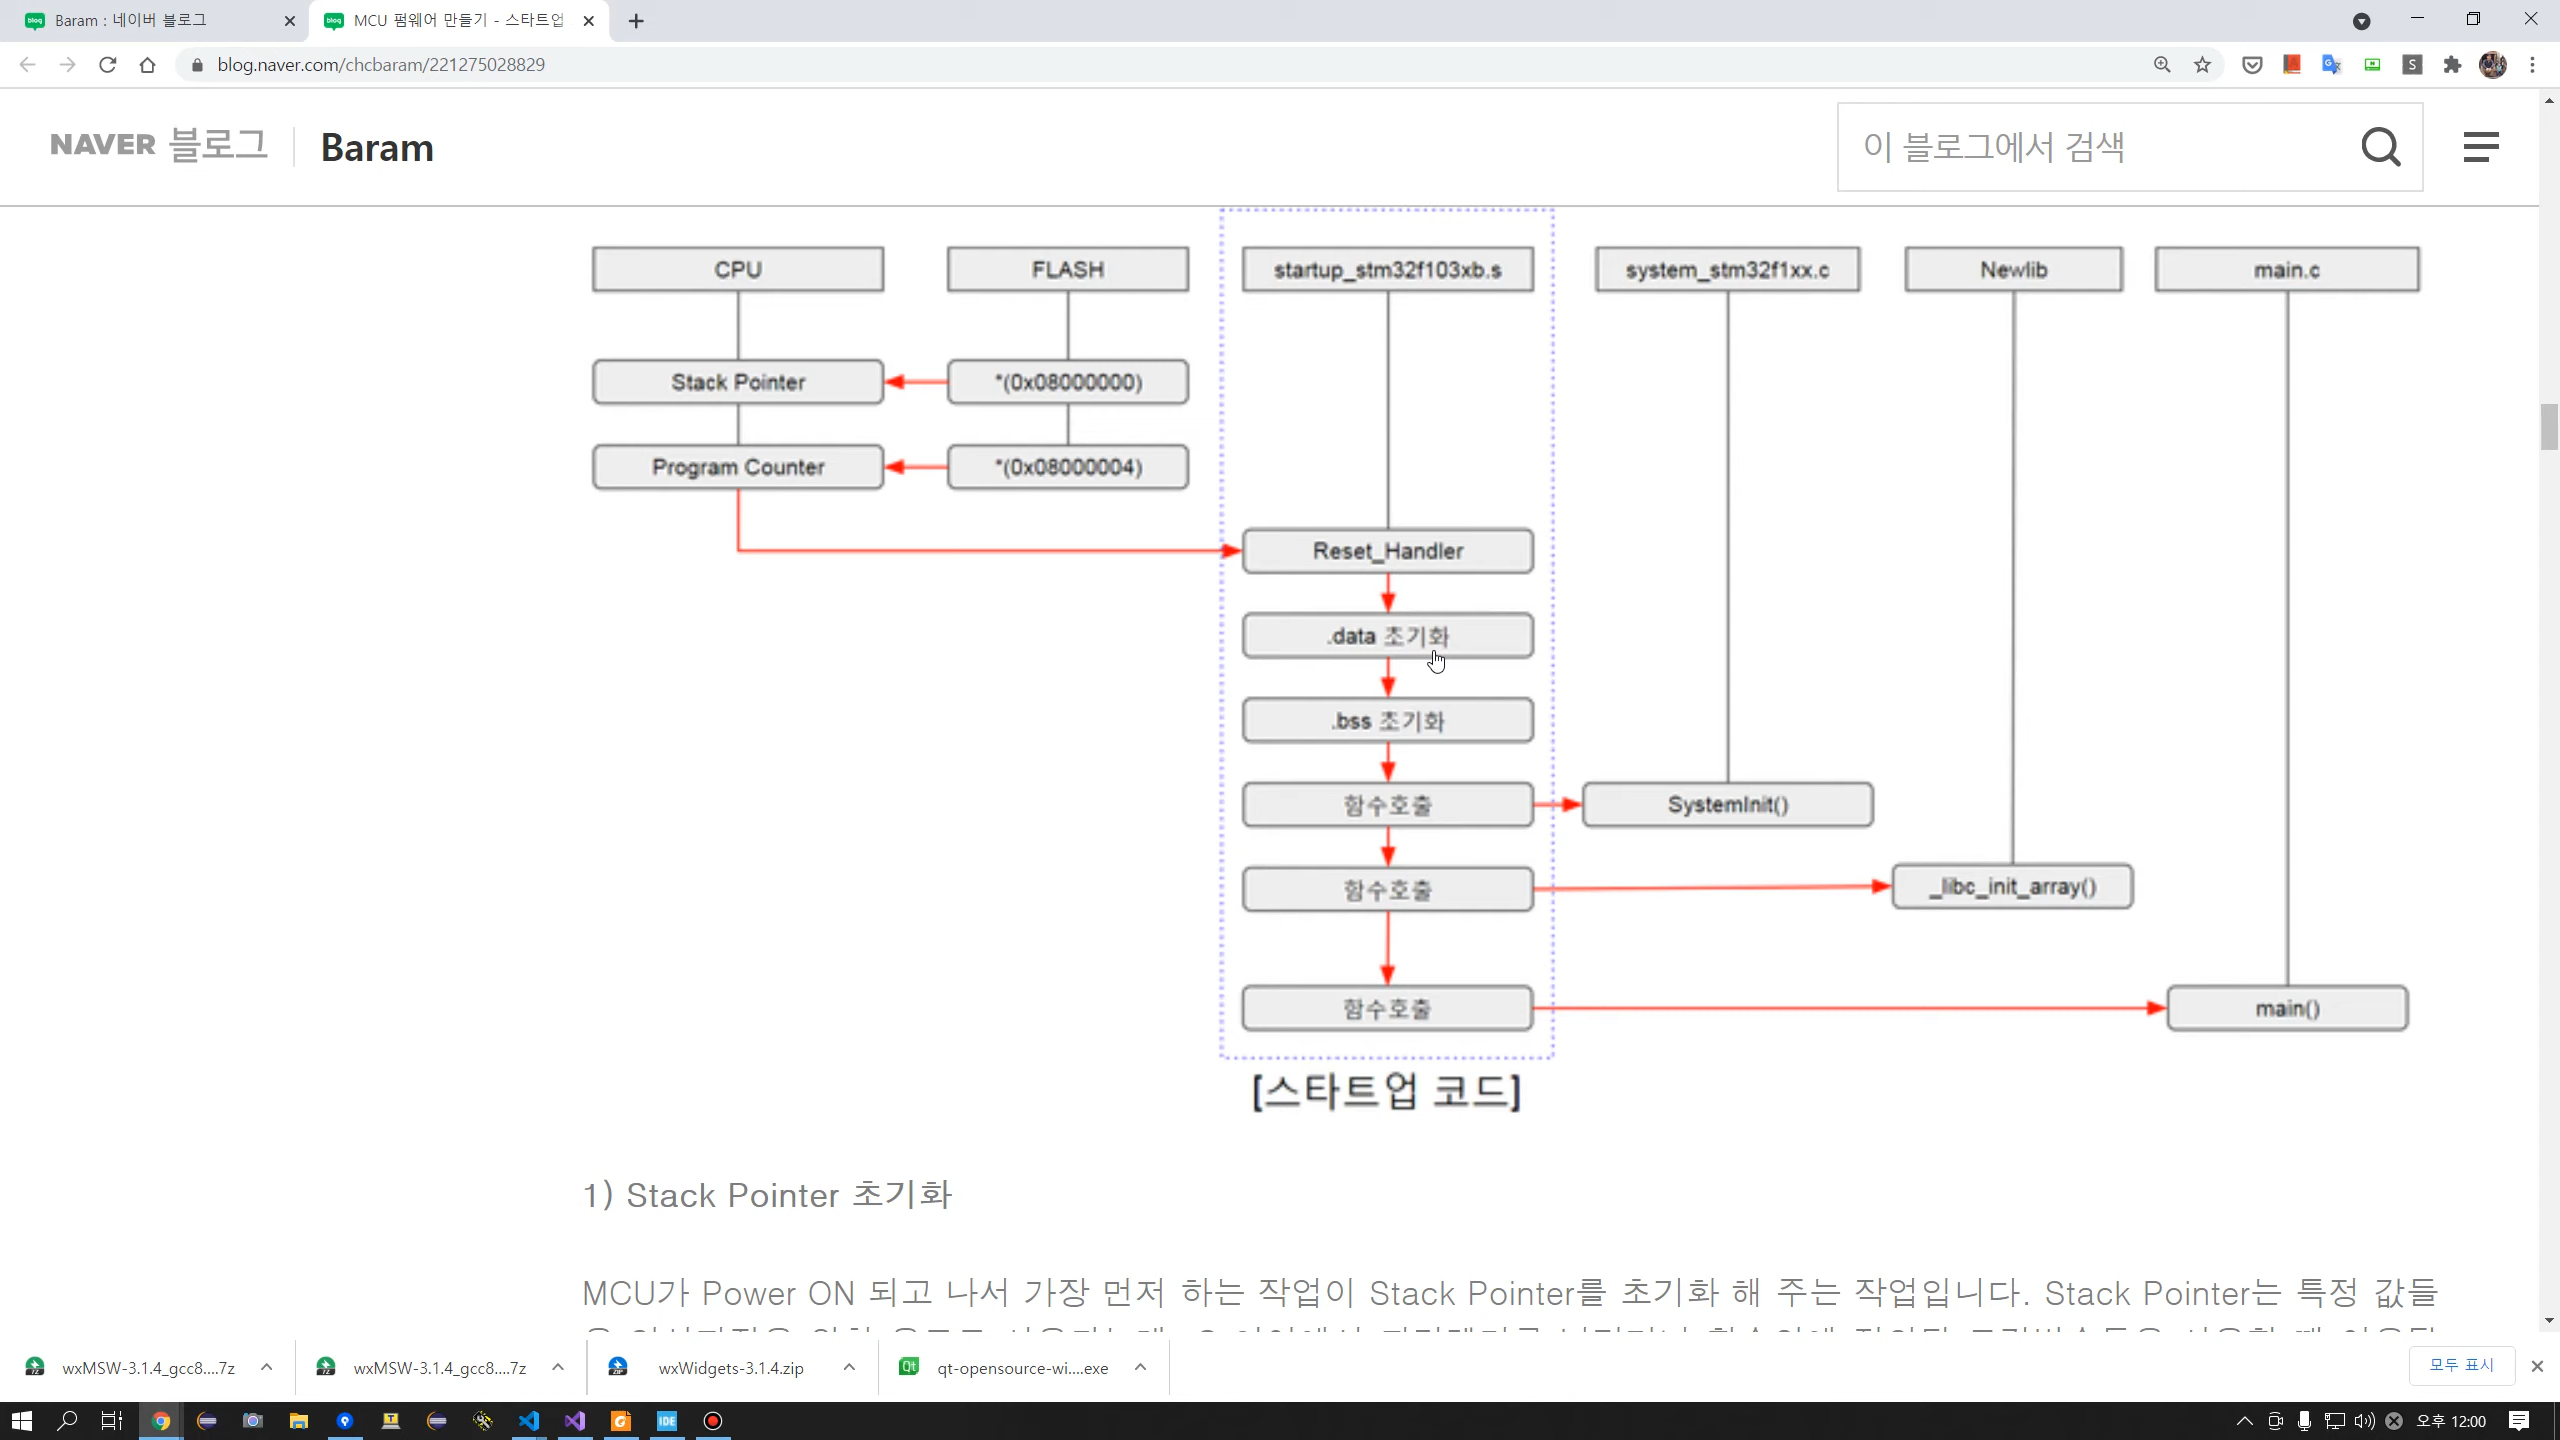 Baram : 네이버 블로그
MCU 펌웨어 만들기 - 스타트업
blog.naver.com/chcbaram/221275028829
NAVER 블로그
Baram
이 블로그에서 검색
CPU
FLASH
startup_stm32f103xb.s
system_stm32f1xx.c
Newlib
main.c
Stack Pointer
*(0x08000000)
Program Counter
*(0x08000004)
Reset_Handler
.data 초기화
.bss 초기화
함수호출
SystemInit()
함수호출
_libc_init_array()
함수호출
main()
[스타트업 코드]
1) Stack Pointer 초기화
MCU가 Power ON 되고 나서 가장 먼저 하는 작업이 Stack Pointer를 초기화 해 주는 작업입니다. Stack Pointer는 특정 값들
wxMSW-3.1.4_gcc8....7z
wxMSW-3.1.4_gcc8....7z
wxWidgets-3.1.4.zip
qt-opensource-wi....exe
모두 표시
오후 12:00